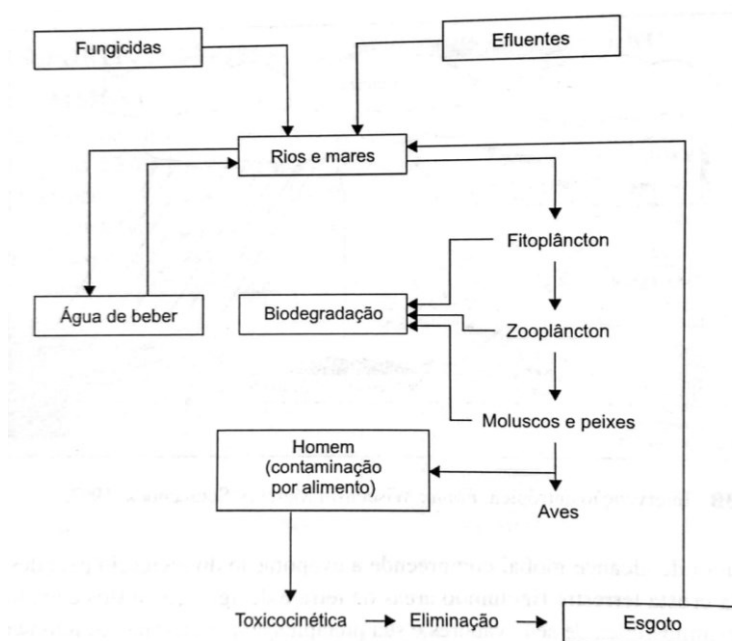 Fungicidas
Efluentes
Rios e mares
Fitoplâncton
Água de beber
Biodegradação
Zooplâncton
Moluscos e peixes
Homem
(contaminação
por alimento)
Aves
Toxicocinética
Eliminação
Esgoto